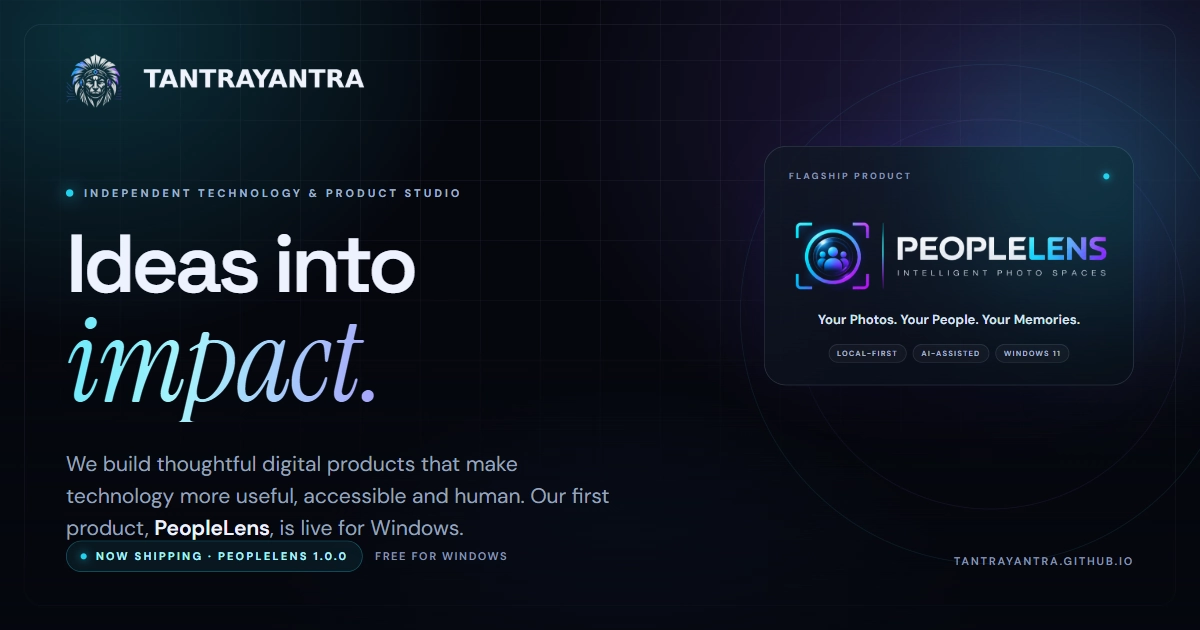 TANTRAYANTRA
INDEPENDENT TECHNOLOGY & PRODUCT STUDIO
Ideas into
impact.
We build thoughtful digital products that make
technology more useful, accessible and human. Our first
product, PeopleLens, is live for Windows.
NOW SHIPPING · PEOPLELENS 1.0.0
FREE FOR WINDOWS
FLAGSHIP PRODUCT
PEOPLELENS
INTELLIGENT PHOTO SPACES
Your Photos. Your People. Your Memories.
LOCAL-FIRST
AI-ASSISTED
WINDOWS 11
TANTRAYANTRA.GITHUB.IO